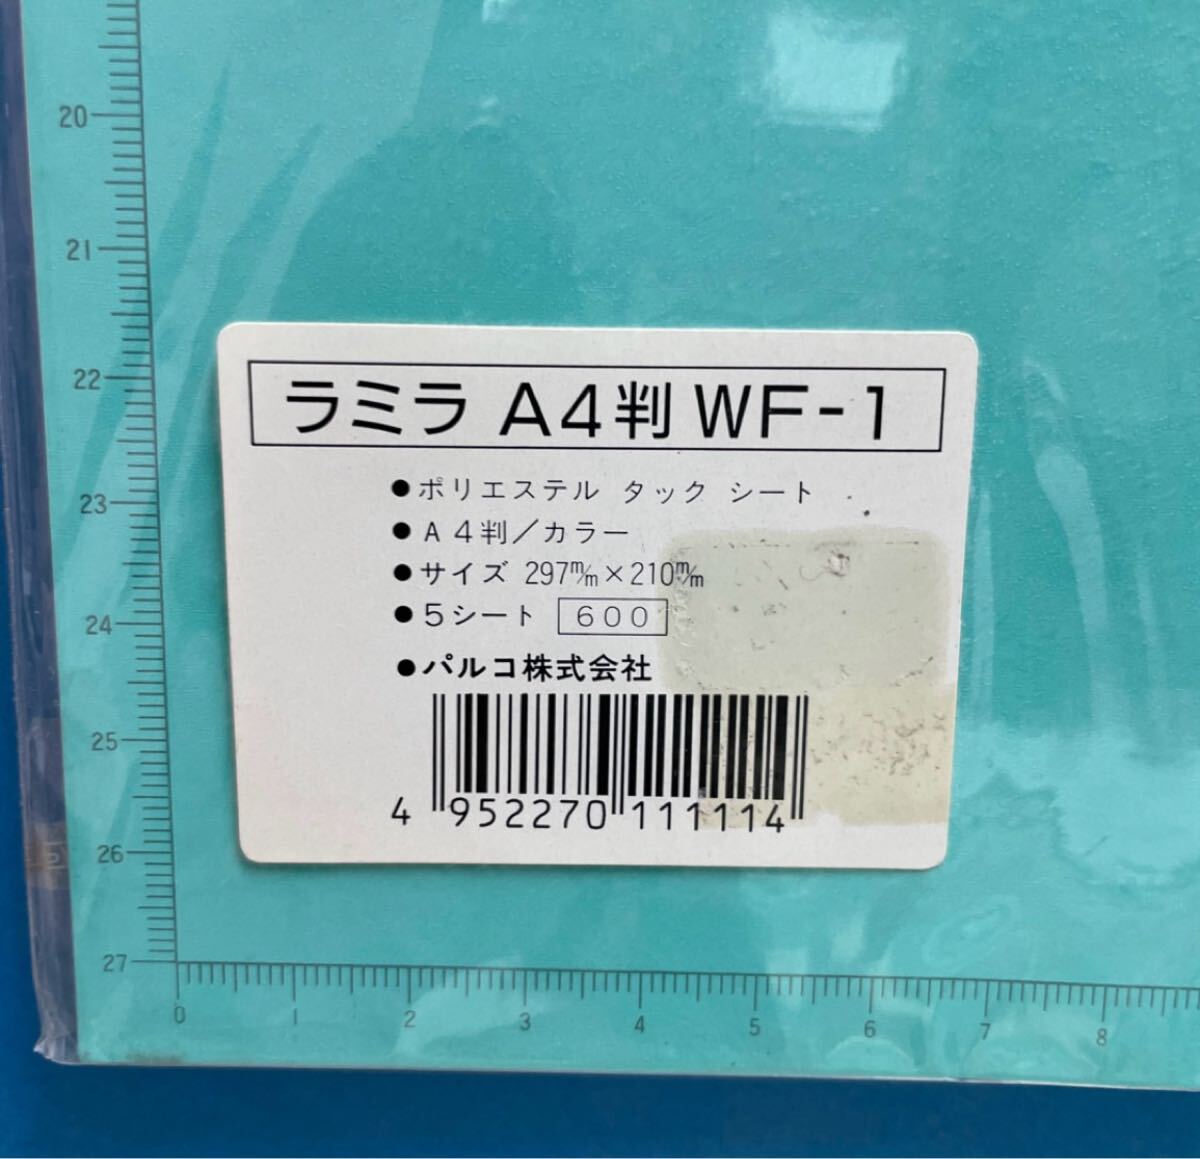 20
21
22
23
24
25
26
27
0 1 2 3 4 5 6 7 8
ラミラ A4判 WF-1
●ポリエステル タック シート
●A4判／カラー
●サイズ 297㎜×210㎜
●5シート 600
●パルコ株式会社
4 952270 111114